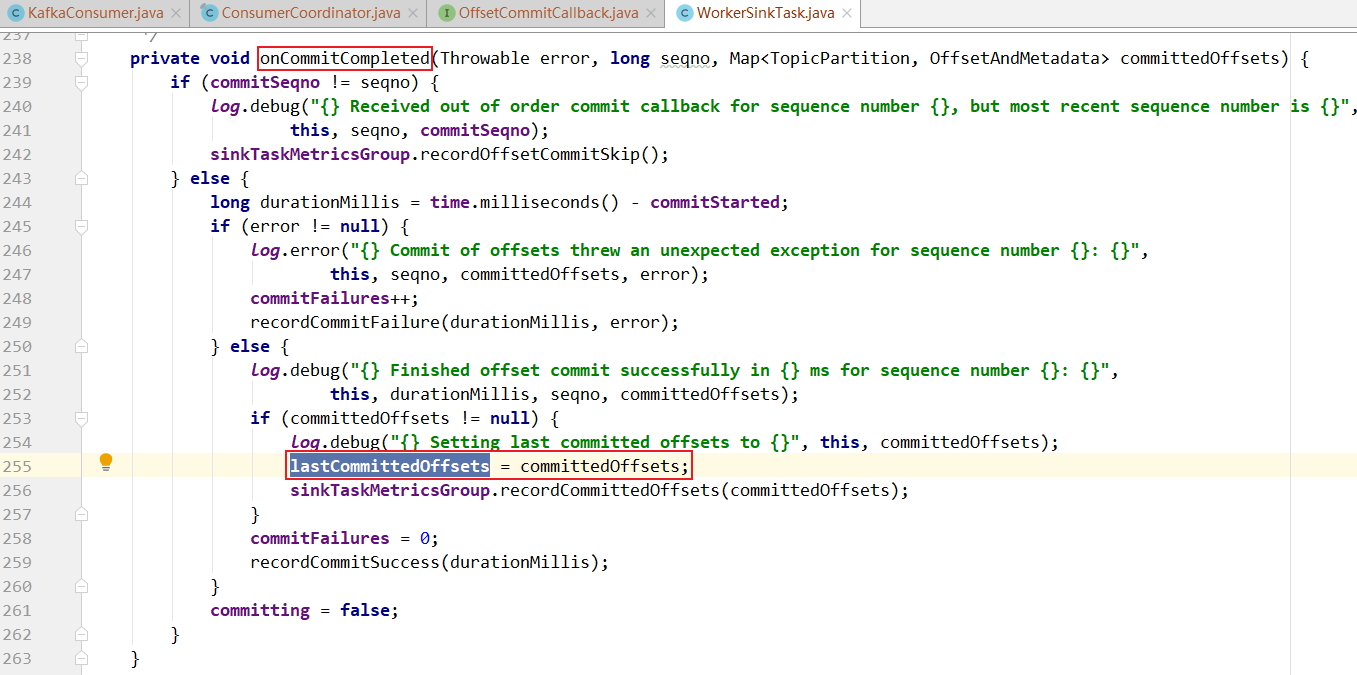 C KafkaConsumer.java × C ConsumerCoordinator.java × I OffsetCommitCallback.java × C WorkerSinkTask.java ×
237 */
238 private void onCommitCompleted(Throwable error, long seqno, Map<TopicPartition, OffsetAndMetadata> committedOffsets) {
239 if (commitSeqno != seqno) {
240 log.debug("{} Received out of order commit callback for sequence number {}, but most recent sequence number is {}",
241 this, seqno, commitSeqno);
242 sinkTaskMetricsGroup.recordOffsetCommitSkip();
243 } else {
244 long durationMillis = time.milliseconds() - commitStarted;
245 if (error != null) {
246 log.error("{} Commit of offsets threw an unexpected exception for sequence number {}: {}",
247 this, seqno, committedOffsets, error);
248 commitFailures++;
249 recordCommitFailure(durationMillis, error);
250 } else {
251 log.debug("{} Finished offset commit successfully in {} ms for sequence number {}: {}",
252 this, durationMillis, seqno, committedOffsets);
253 if (committedOffsets != null) {
254 log.debug("{} Setting last committed offsets to {}", this, committedOffsets);
255 lastCommittedOffsets = committedOffsets;
256 sinkTaskMetricsGroup.recordCommittedOffsets(committedOffsets);
257 }
258 commitFailures = 0;
259 recordCommitSuccess(durationMillis);
260 }
261 committing = false;
262 }
263 }